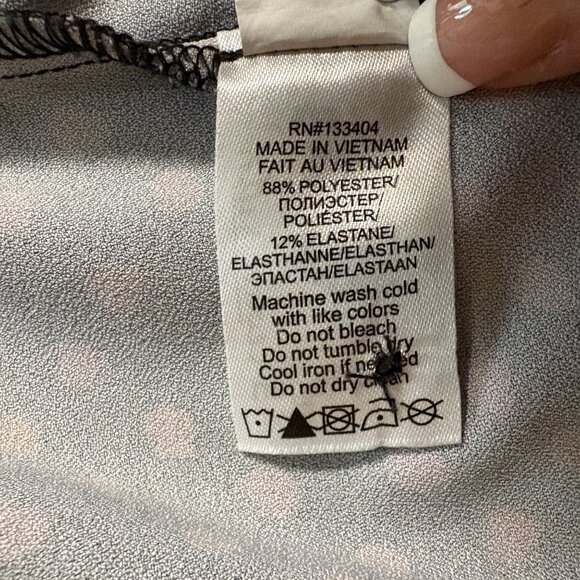 RN#133404
MADE IN VIETNAM
FAIT AU VIETNAM
88% POLYESTER/
ПОЛИЭСТЕР/
POLIÉSTER/
12% ELASTANE/
ELASTHANNE/ELASTHAN/
ЭПАСТАН/ELASTAAN
Machine wash cold
with like colors
Do not bleach
Do not tumble dry
Cool iron if needed
Do not dry clean